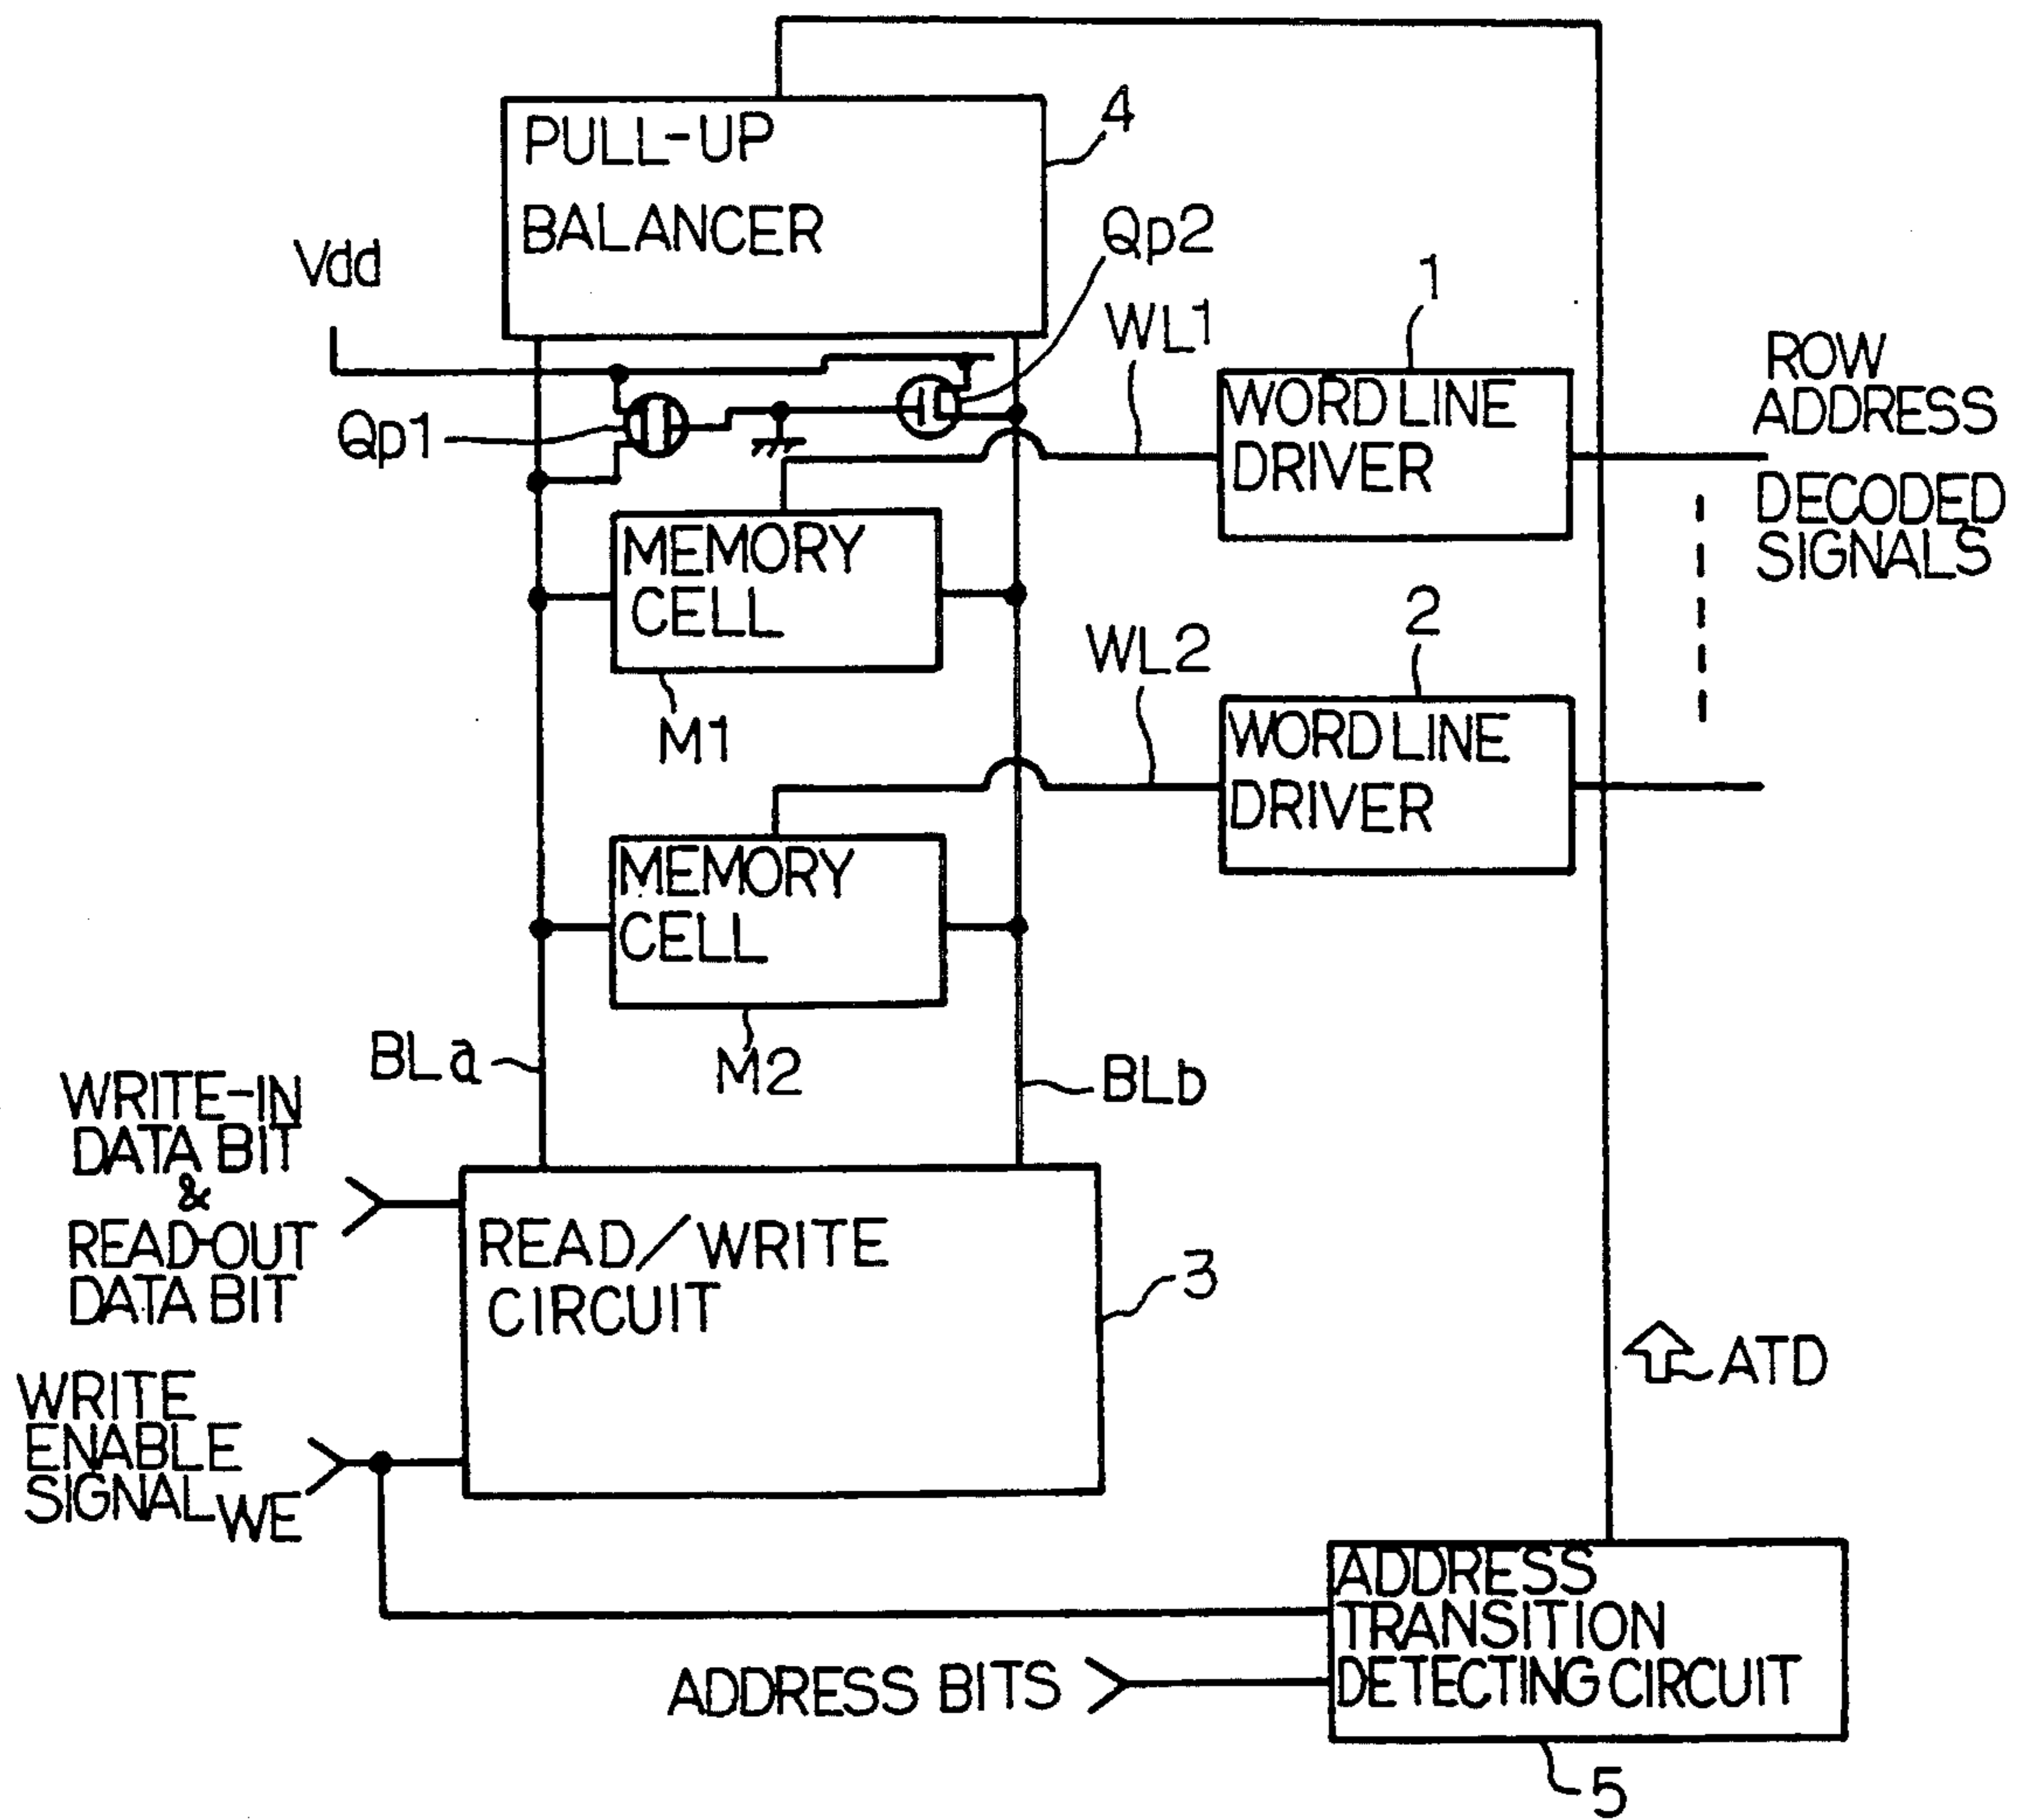 PULL-UP
BALANCER
4
Vdd
Qp2
Qp1
WL1
1
WORD LINE
DRIVER
ROW
ADDRESS
DECODED
SIGNALS
MEMORY
CELL
M1
WL2
2
WORD LINE
DRIVER
MEMORY
CELL
M2
BLa
BLb
WRITE-IN
DATA BIT
&
READ-OUT
DATA BIT
READ/WRITE
CIRCUIT
3
WRITE
ENABLE
SIGNAL WE
ATD
ADDRESS
TRANSITION
DETECTING CIRCUIT
ADDRESS BITS
5